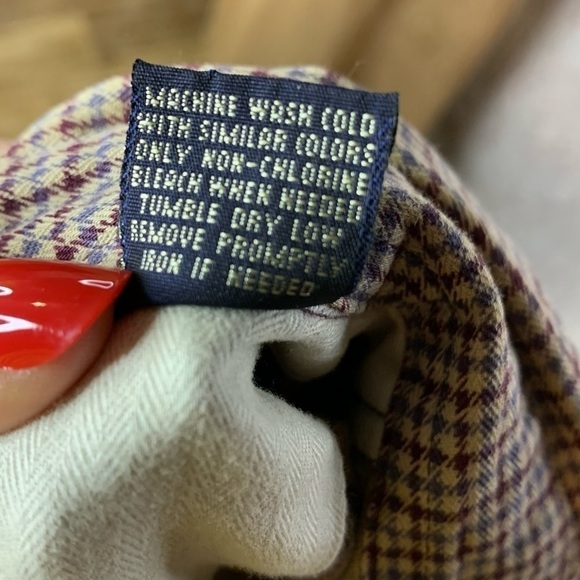 MACHINE WASH COLD
WITH SIMILAR COLORS
ONLY NON-CHLORINE
BLEACH WHEN NEEDED
TUMBLE DRY LOW
REMOVE PROMPTLY
IRON IF NEEDED